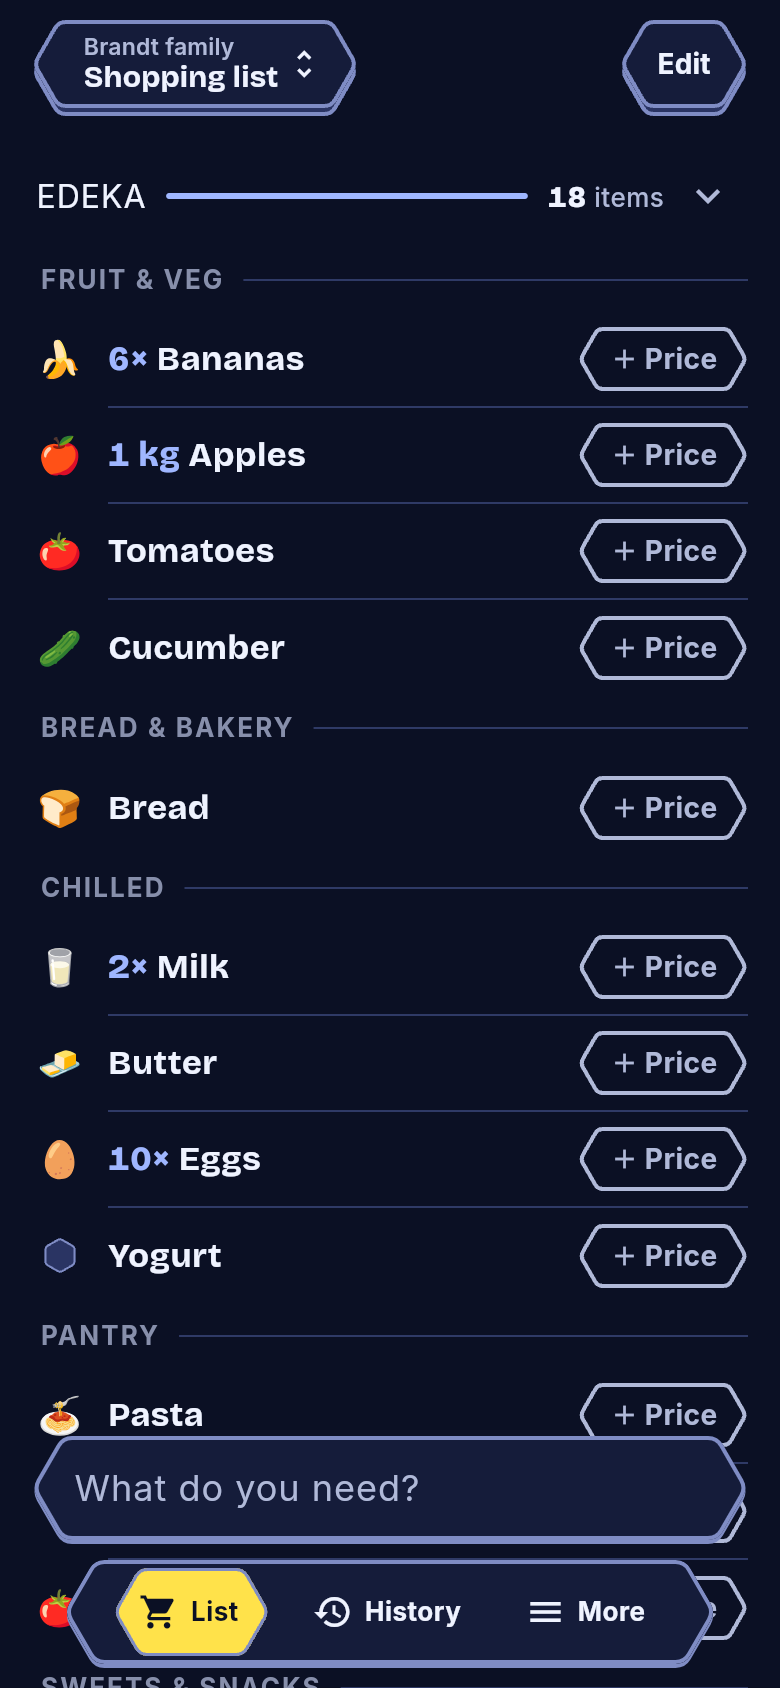 Brandt family
Shopping list
Edit
EDEKA 18 items
FRUIT & VEG
6× Bananas + Price
1 kg Apples + Price
Tomatoes + Price
Cucumber + Price
BREAD & BAKERY
Bread + Price
CHILLED
2× Milk + Price
Butter + Price
10× Eggs + Price
Yogurt + Price
PANTRY
Pasta + Price
What do you need?
List History More
SWEETS & SNACKS